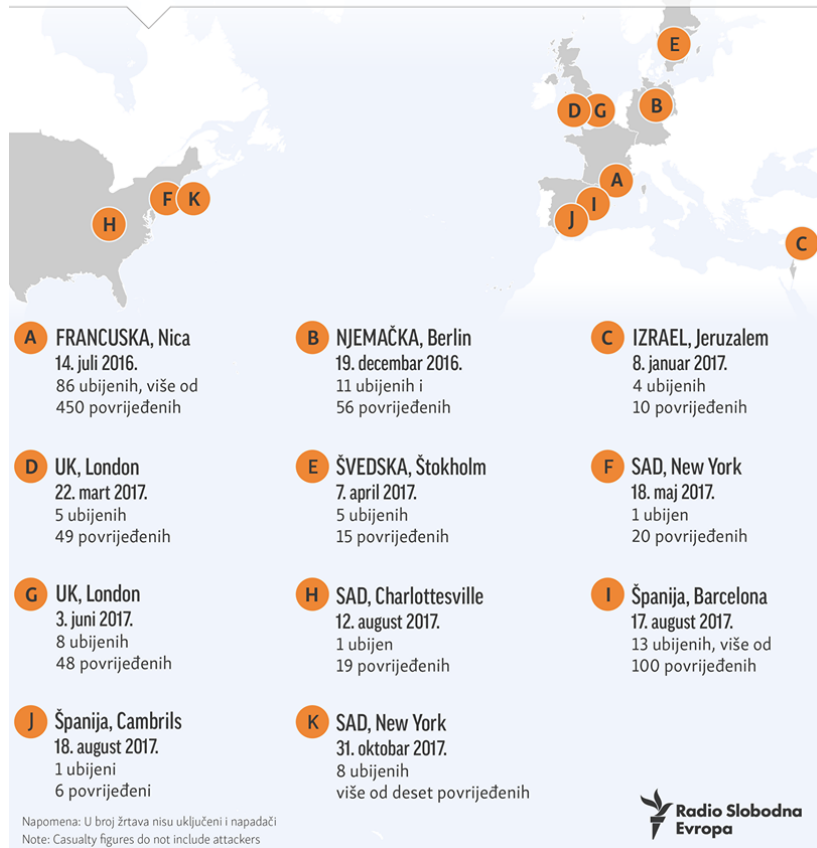 E
D
G
B
A
I
J
F
K
H
C
A
FRANCUSKA, Nica
14. juli 2016.
86 ubijenih, više od
450 povrijeđenih
B
NJEMAČKA, Berlin
19. decembar 2016.
11 ubijenih i
56 povrijeđenih
C
IZRAEL, Jeruzalem
8. januar 2017.
4 ubijenih
10 povrijeđenih
D
UK, London
22. mart 2017.
5 ubijenih
49 povrijeđenih
E
ŠVEDSKA, Štokholm
7. april 2017.
5 ubijenih
15 povrijeđenih
F
SAD, New York
18. maj 2017.
1 ubijen
20 povrijeđenih
G
UK, London
3. juni 2017.
8 ubijenih
48 povrijeđenih
H
SAD, Charlottesville
12. august 2017.
1 ubijen
19 povrijeđenih
I
Španija, Barcelona
17. august 2017.
13 ubijenih, više od
100 povrijeđenih
J
Španija, Cambrils
18. august 2017.
1 ubijeni
6 povrijeđeni
K
SAD, New York
31. oktobar 2017.
8 ubijenih
više od deset povrijeđenih
Napomena: U broj žrtava nisu uključeni i napadači
Note: Casualty figures do not include attackers
Radio Slobodna
Evropa